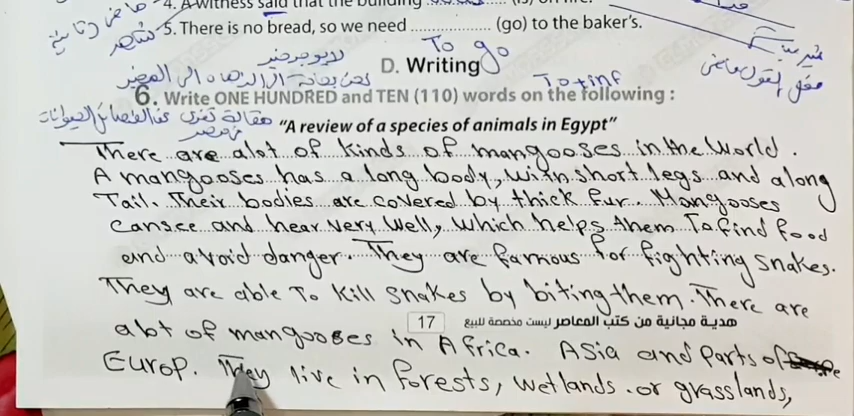 4. A witness said that the building
5. There is no bread, so we need .................. (go) to the baker's.
To go
لا يوجد خبز
D. Writing
To + inf
6. Write ONE HUNDRED and TEN (110) words on the following :
"A review of a species of animals in Egypt"
There are alot of kinds of mangooses in the World.
A mangooses has a long body, with short legs and along
Tail. Their bodies are covered by thick fur. Mangooses
can see and hear very well, which helps them To find food
and avoid danger. They are famous for fighting snakes.
They are able To kill snakes by biting them. There are
alot of mangooses in Africa. Asia and Parts of
17
هدية مجانية من كتب المعاصر ليست مخصصة للبيع
Europ. They live in forests, wetlands. or grasslands,